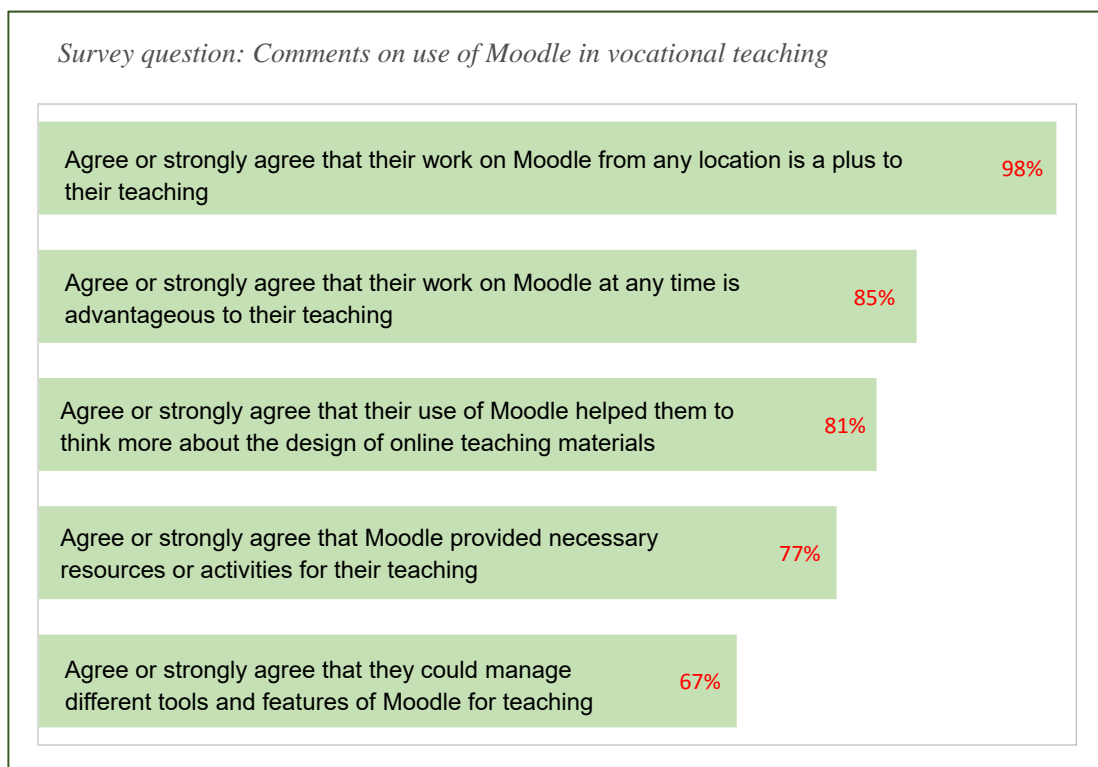 Survey question: Comments on use of Moodle in vocational teaching
Agree or strongly agree that their work on Moodle from any location is a plus to
their teaching
98%
Agree or strongly agree that their work on Moodle at any time is
advantageous to their teaching
85%
Agree or strongly agree that their use of Moodle helped them to
think more about the design of online teaching materials
81%
Agree or strongly agree that Moodle provided necessary
resources or activities for their teaching
77%
Agree or strongly agree that they could manage
different tools and features of Moodle for teaching
67%